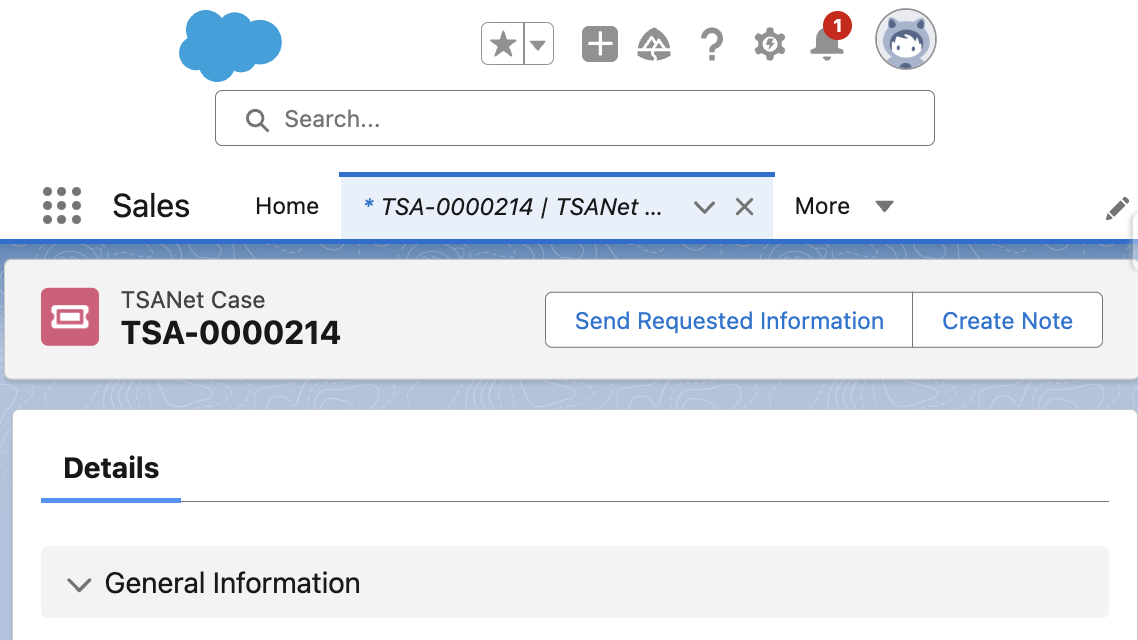 1
Search...
Sales
Home
* TSA-0000214 | TSANet ...
More
TSANet Case
TSA-0000214
Send Requested Information
Create Note
Details
General Information